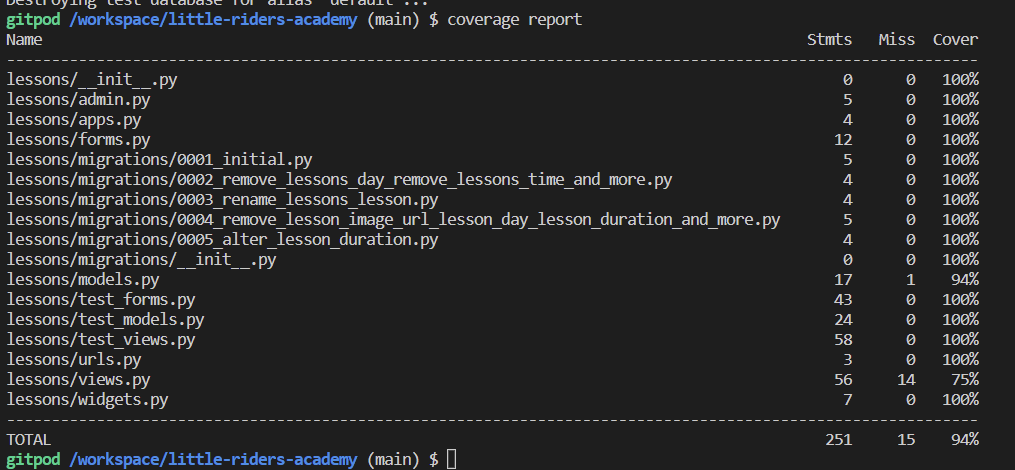 Destroying test database for alias 'default'...
gitpod /workspace/little-riders-academy (main) $ coverage report
Name Stmts Miss Cover
--------------------------------------------------------------------------------------------------------------
lessons/__init__.py 0 0 100%
lessons/admin.py 5 0 100%
lessons/apps.py 4 0 100%
lessons/forms.py 12 0 100%
lessons/migrations/0001_initial.py 5 0 100%
lessons/migrations/0002_remove_lessons_day_remove_lessons_time_and_more.py 4 0 100%
lessons/migrations/0003_rename_lessons_lesson.py 4 0 100%
lessons/migrations/0004_remove_lesson_image_url_lesson_day_lesson_duration_and_more.py 5 0 100%
lessons/migrations/0005_alter_lesson_duration.py 4 0 100%
lessons/migrations/__init__.py 0 0 100%
lessons/models.py 17 1 94%
lessons/test_forms.py 43 0 100%
lessons/test_models.py 24 0 100%
lessons/test_views.py 58 0 100%
lessons/urls.py 3 0 100%
lessons/views.py 56 14 75%
lessons/widgets.py 7 0 100%
--------------------------------------------------------------------------------------------------------------
TOTAL 251 15 94%
gitpod /workspace/little-riders-academy (main) $